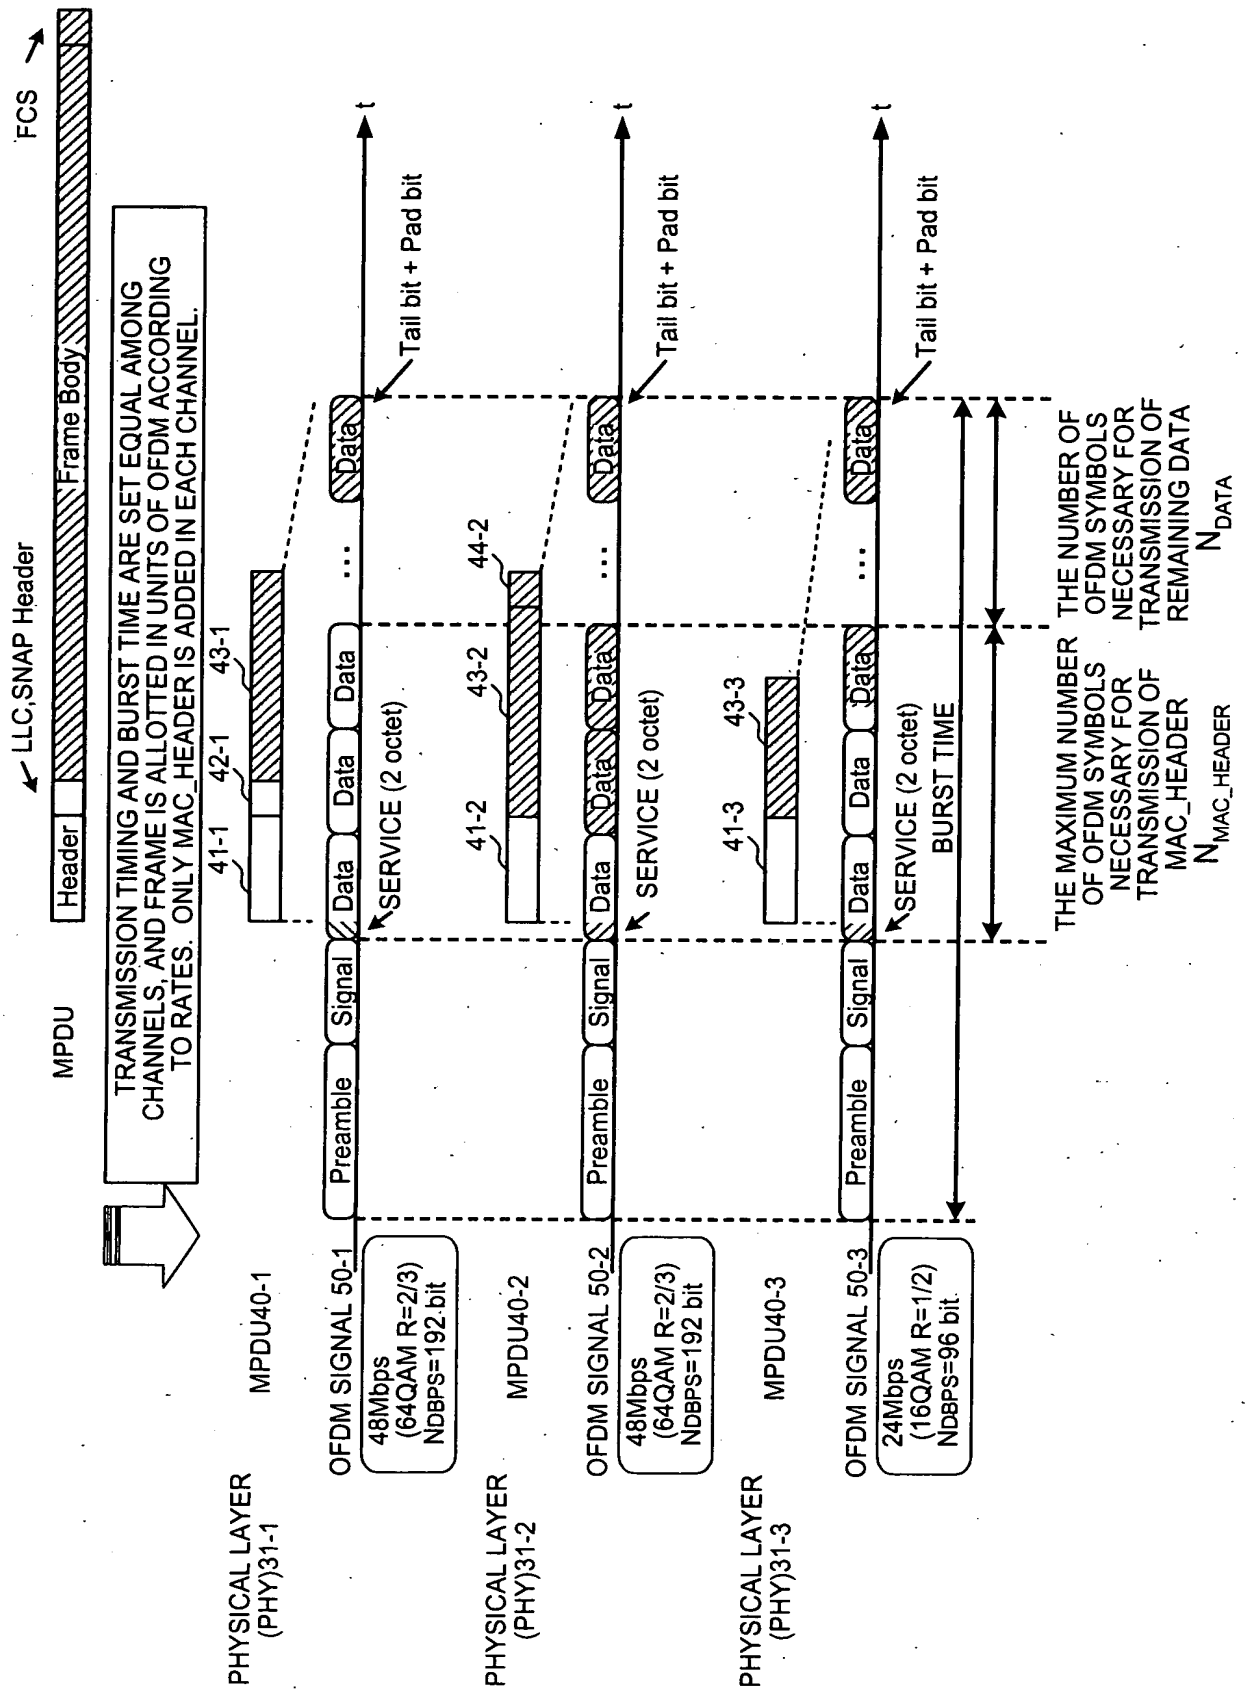 LLC,SNAP Header
FCS
MPDU
Header
Frame Body
TRANSMISSION TIMING AND BURST TIME ARE SET EQUAL AMONG
CHANNELS, AND FRAME IS ALLOTTED IN UNITS OF OFDM ACCORDING
TO RATES. ONLY MAC_HEADER IS ADDED IN EACH CHANNEL.
PHYSICAL LAYER
(PHY)31-1
MPDU40-1
41-1
42-1
43-1
OFDM SIGNAL 50-1
Preamble
Signal
Data
Data
Data
...
Data
t
48Mbps
(64QAM R=2/3)
NDBPS=192 bit
SERVICE (2 octet)
Tail bit + Pad bit
PHYSICAL LAYER
(PHY)31-2
MPDU40-2
41-2
43-2
44-2
OFDM SIGNAL 50-2
Preamble
Signal
Data
Data
Data
...
Data
t
48Mbps
(64QAM R=2/3)
NDBPS=192 bit
SERVICE (2 octet)
Tail bit + Pad bit
PHYSICAL LAYER
(PHY)31-3
MPDU40-3
41-3
43-3
OFDM SIGNAL 50-3
Preamble
Signal
Data
Data
Data
...
Data
t
24Mbps
(16QAM R=1/2)
NDBPS=96 bit
SERVICE (2 octet)
Tail bit + Pad bit
BURST TIME
THE MAXIMUM NUMBER
OF OFDM SYMBOLS
NECESSARY FOR
TRANSMISSION OF
MAC_HEADER
NMAC_HEADER
THE NUMBER OF
OFDM SYMBOLS
NECESSARY FOR
TRANSMISSION OF
REMAINING DATA
NDATA